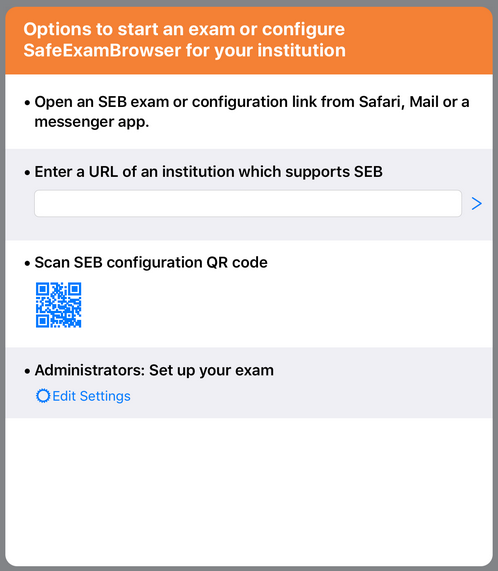 Options to start an exam or configure
SafeExamBrowser for your institution
• Open an SEB exam or configuration link from Safari, Mail or a
messenger app.
• Enter a URL of an institution which supports SEB
• Scan SEB configuration QR code
• Administrators: Set up your exam
Edit Settings